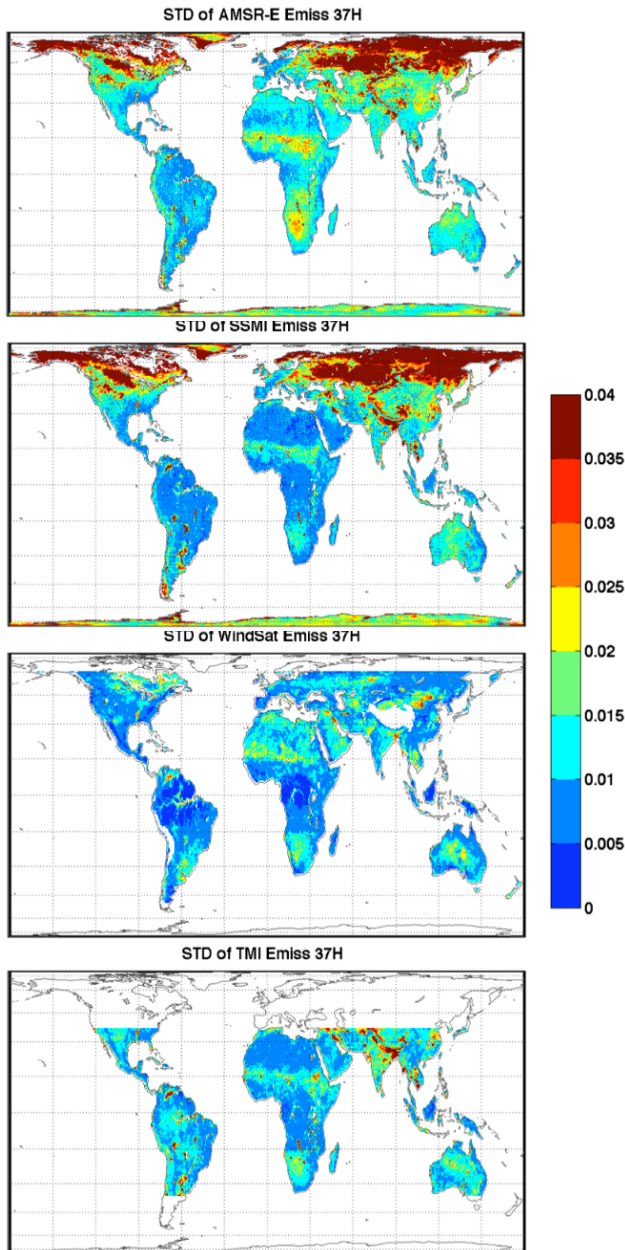 STD of AMSR-E Emiss 37H
STD of SSMI Emiss 37H
0.04
0.035
0.03
0.025
0.02
0.015
0.01
0.005
0
STD of WindSat Emiss 37H
STD of TMI Emiss 37H